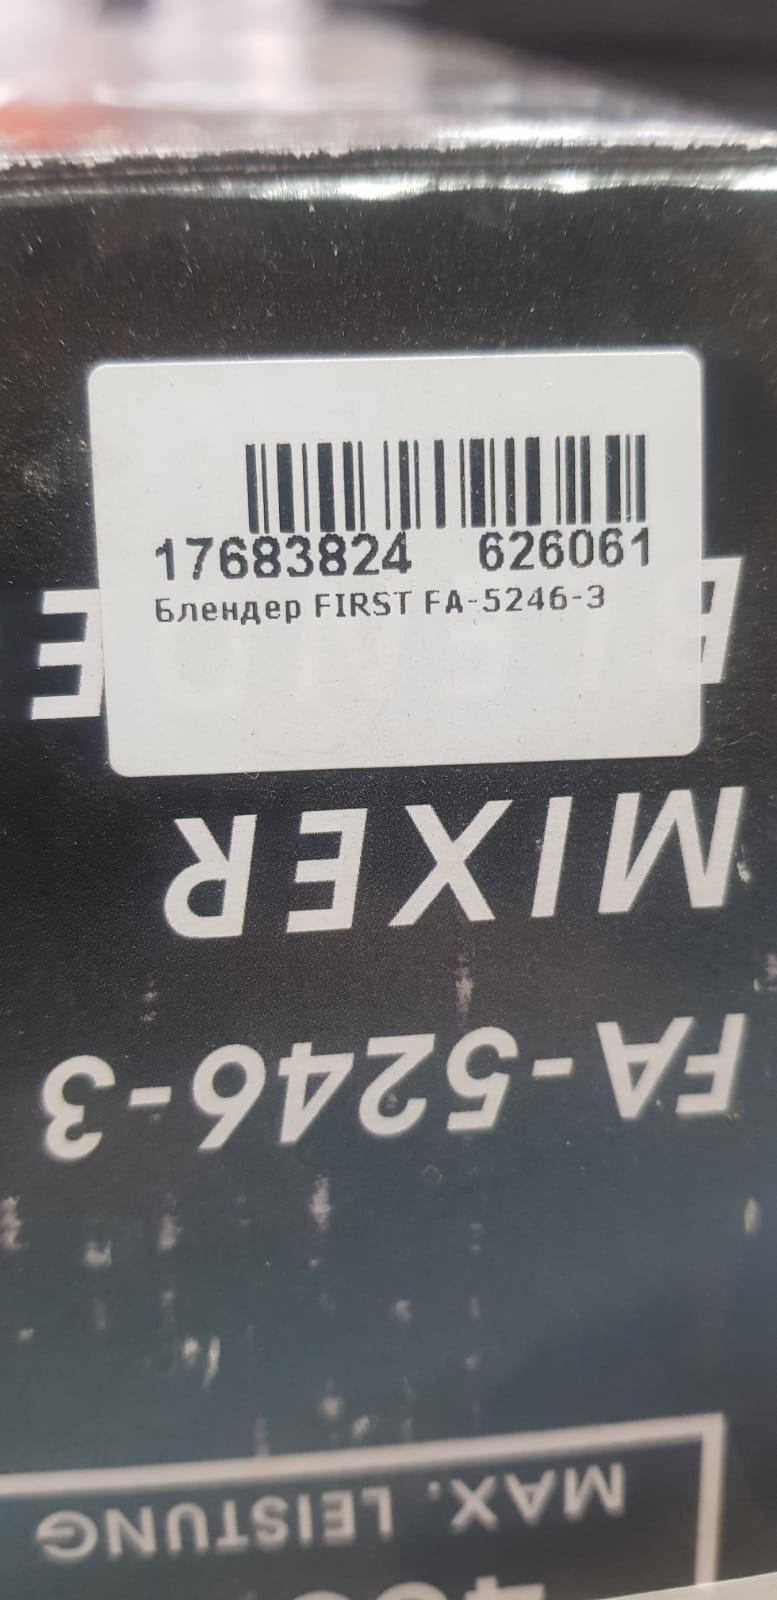 17683824 626061
Блендер FIRST FA-5246-3
MIXER
FA-5246-3
MAX. LEISTUNG